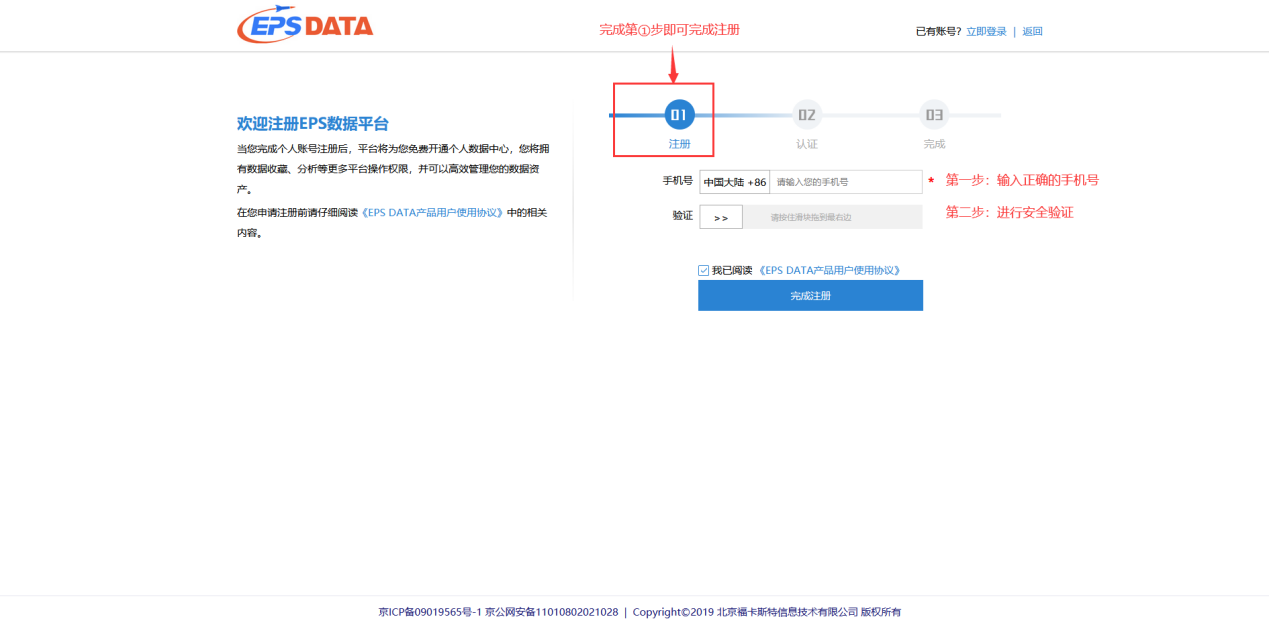 EPS DATA
完成第①步即可完成注册
已有账号? 立即登录 | 返回
欢迎注册EPS数据平台
当您完成个人账号注册后，平台将为您免费开通个人数据中心，您将拥
有数据收藏、分析等更多平台操作权限，并可以高效管理您的数据资
产。
在您申请注册前请仔细阅读《EPS DATA产品用户使用协议》中的相关
内容。
01 02 03
注册 认证 完成
手机号 中国大陆 +86 请输入您的手机号 * 第一步：输入正确的手机号
验证 >> 请按住滑块拖到最右边 第二步：进行安全验证
我已阅读 《EPS DATA产品用户使用协议》
完成注册
京ICP备09019565号-1 京公网安备11010802021028 | Copyright©2019 北京福卡斯特信息技术有限公司 版权所有